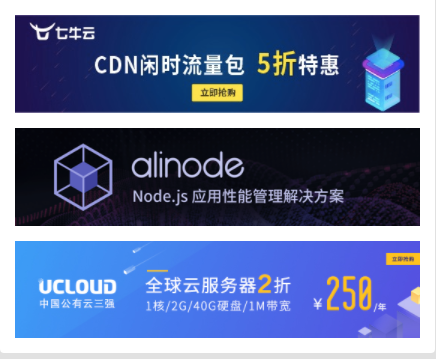 七牛云
CDN闲时流量包 5折特惠
立即抢购
alinode
Node.js 应用性能管理解决方案
立即抢购
UCLOUD
中国公有云三强
全球云服务器2折
1核/2G/40G硬盘/1M带宽
¥250/年